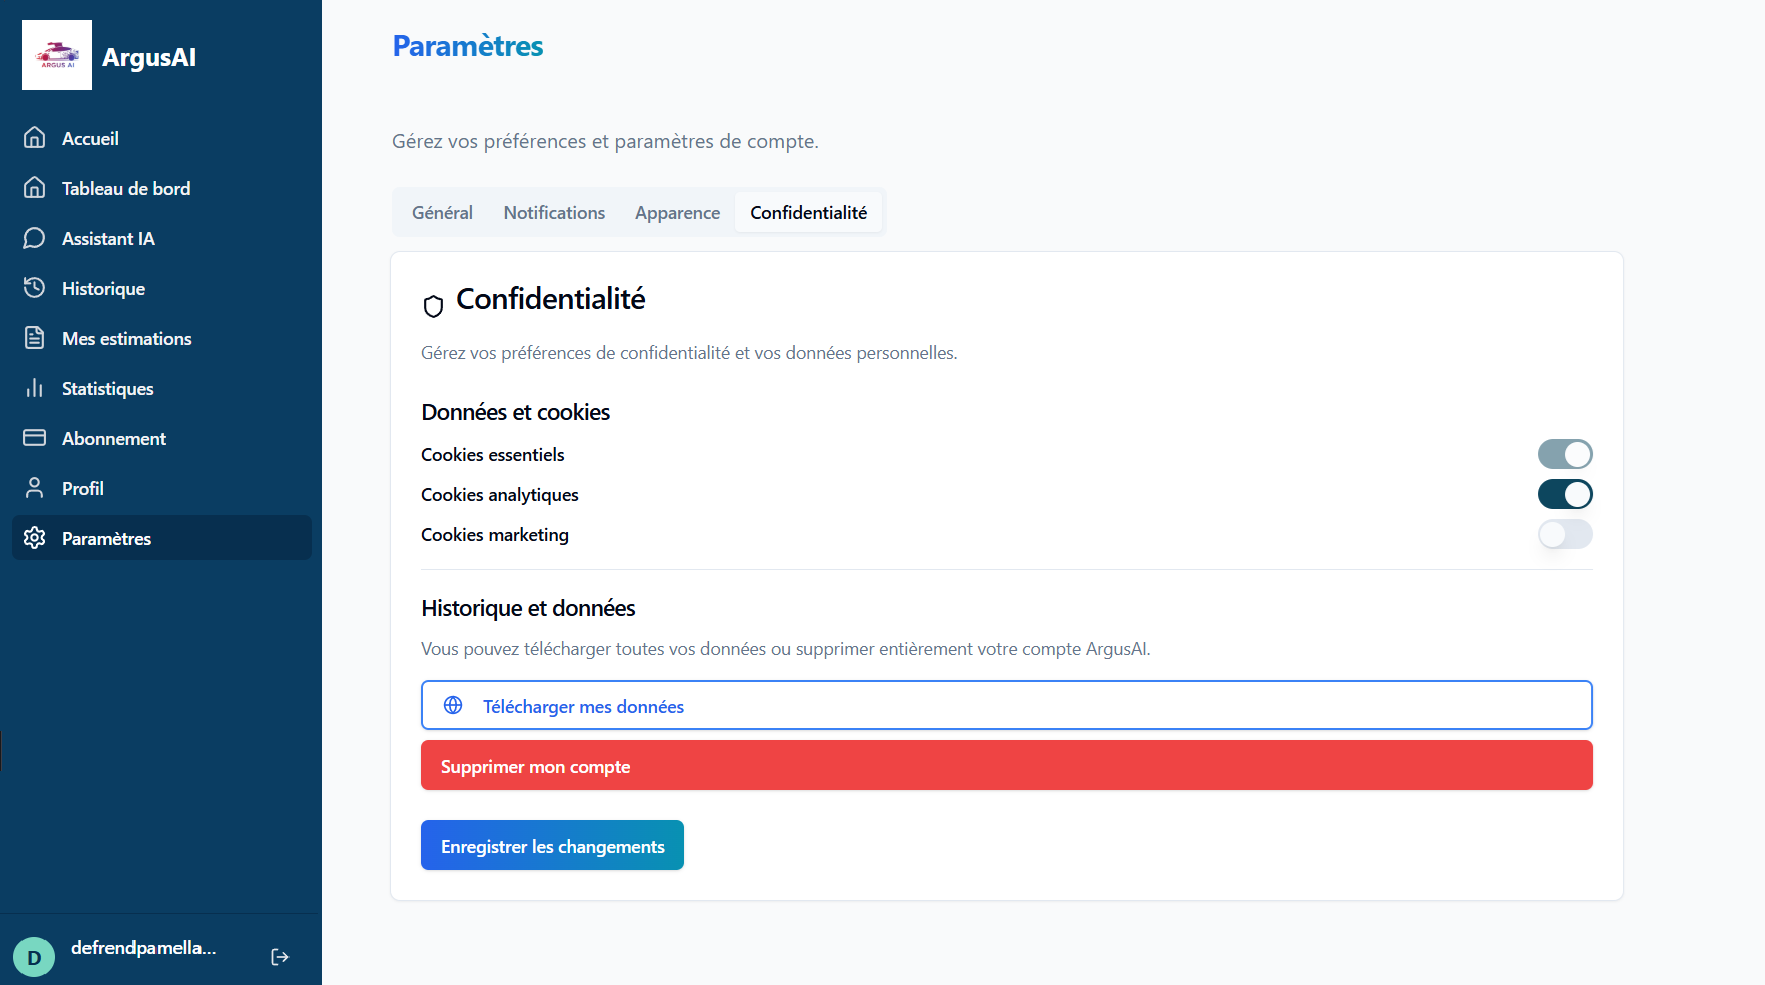 ARGUS AI
ArgusAI
Accueil
Tableau de bord
Assistant IA
Historique
Mes estimations
Statistiques
Abonnement
Profil
Paramètres
D
defrendpamella...
Paramètres
Gérez vos préférences et paramètres de compte.
Général Notifications Apparence Confidentialité
Confidentialité
Gérez vos préférences de confidentialité et vos données personnelles.
Données et cookies
Cookies essentiels
Cookies analytiques
Cookies marketing
Historique et données
Vous pouvez télécharger toutes vos données ou supprimer entièrement votre compte ArgusAI.
Télécharger mes données
Supprimer mon compte
Enregistrer les changements